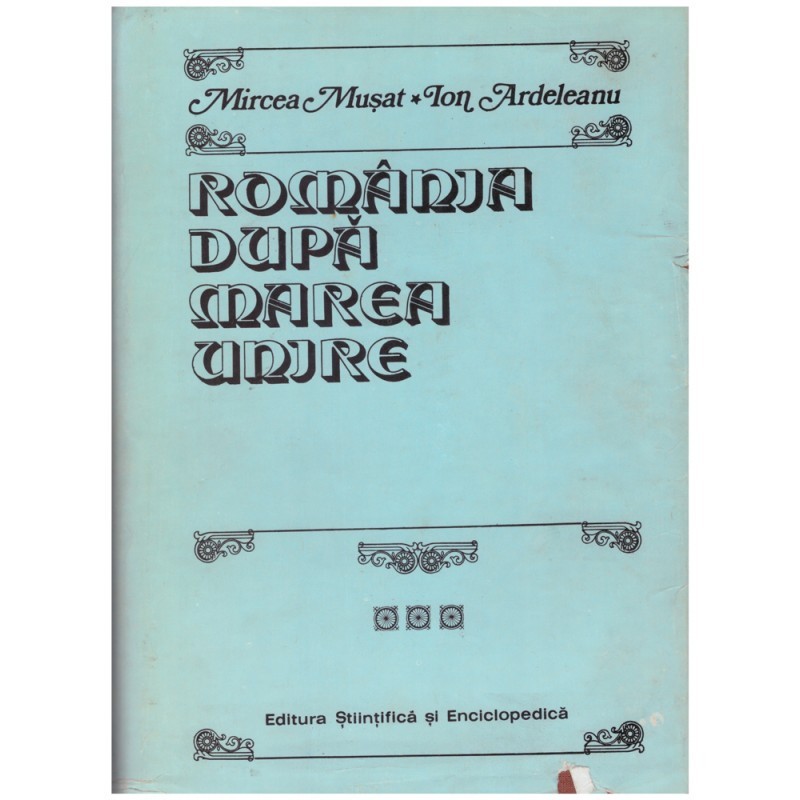 Mircea Mușat * Ion Ardeleanu
ROMÂNIA
DUPĂ
MAREA
UNIRE
Editura Științifică și Enciclopedică